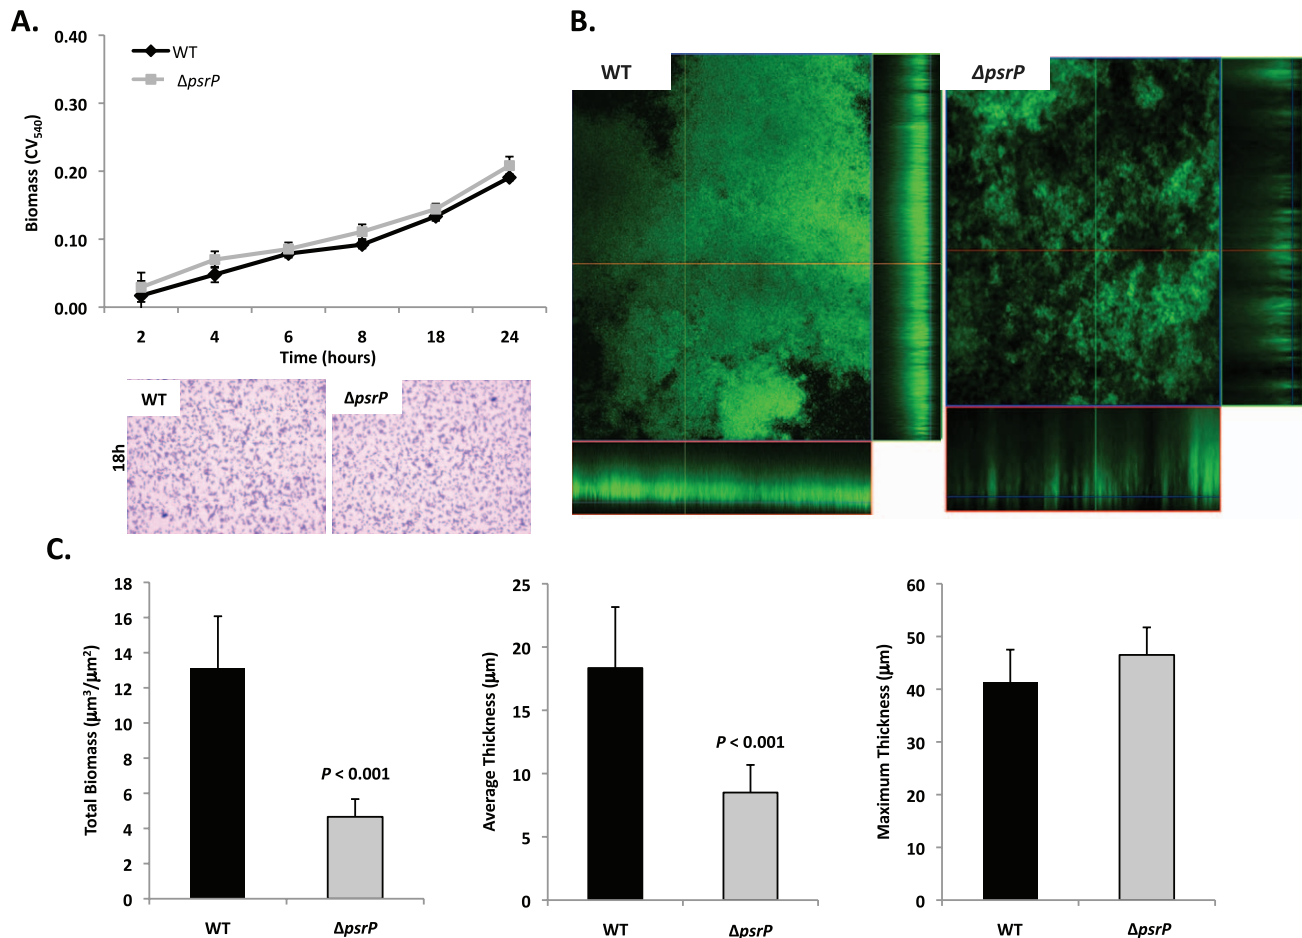 A.
0.40
0.30
0.20
0.10
0.00
Biomass (CV540)
WT
ΔpsrP
2 4 6 8 18 24
Time (hours)
18h
WT
ΔpsrP
B.
WT
ΔpsrP
C.
18
16
14
12
10
8
6
4
2
0
Total Biomass (µm³/µm²)
P < 0.001
WT ΔpsrP
25
20
15
10
5
0
Average Thickness (µm)
P < 0.001
WT ΔpsrP
60
50
40
30
20
10
0
Maximum Thickness (µm)
WT ΔpsrP